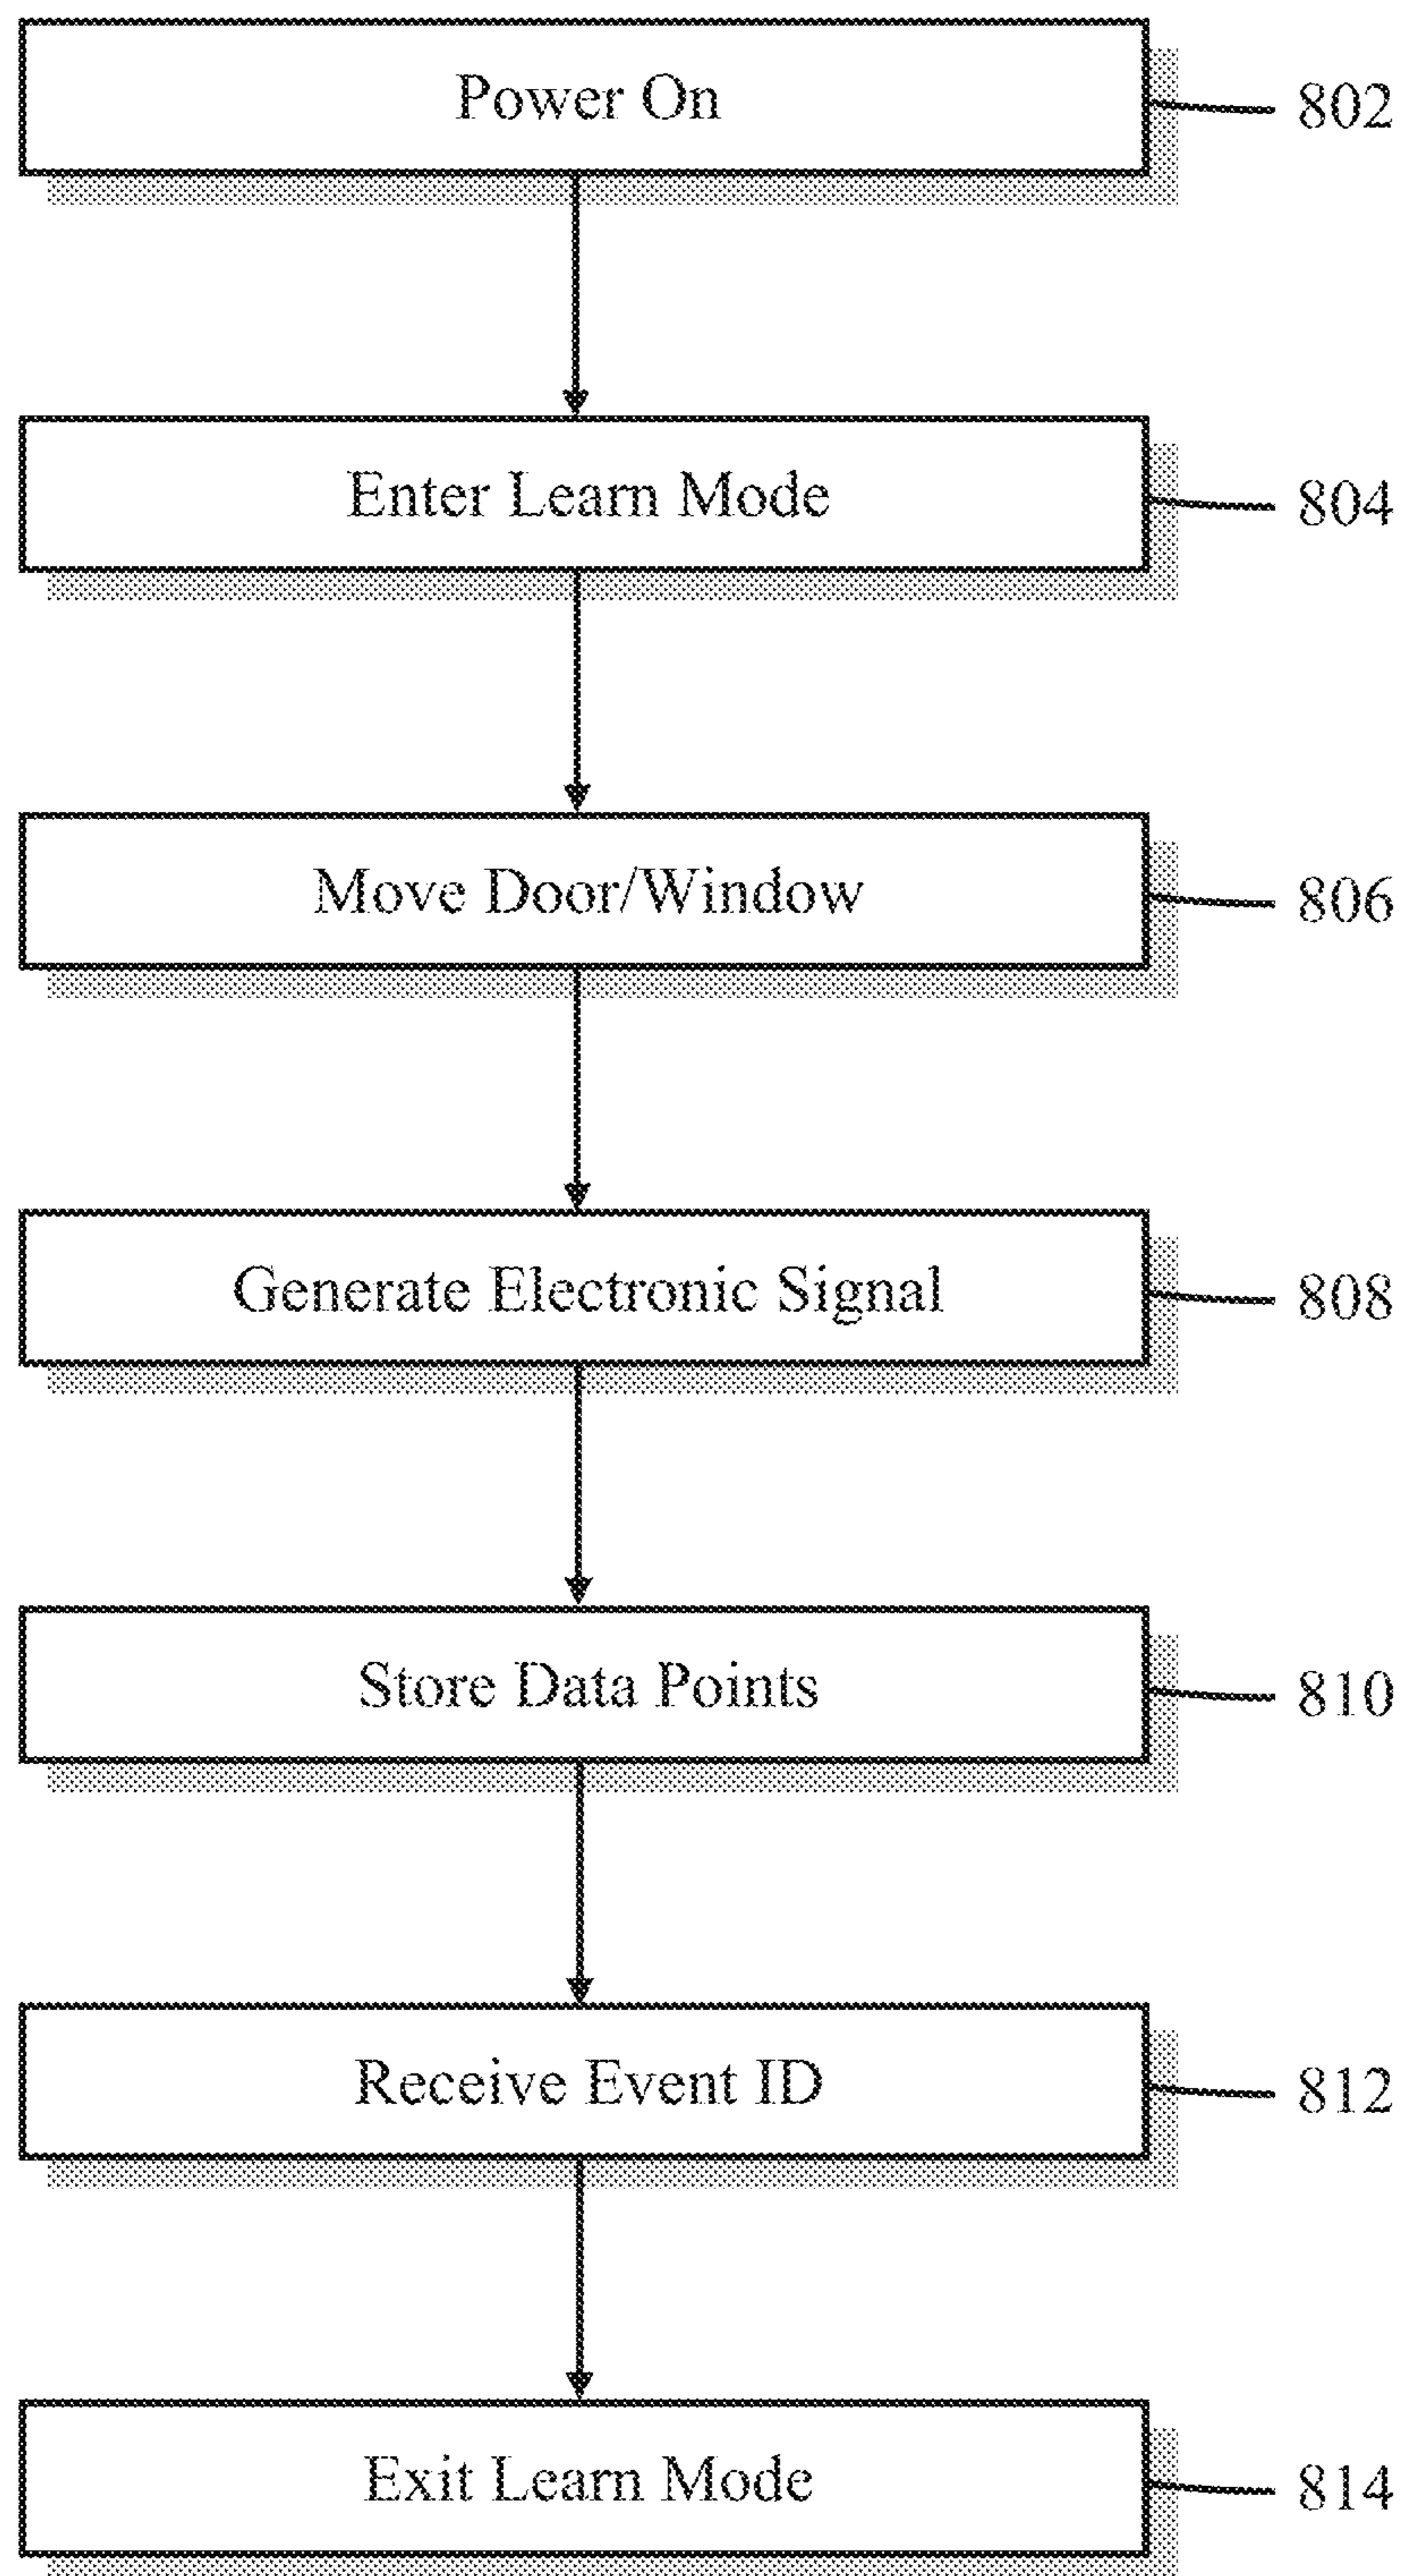 Power On 802
Enter Learn Mode 804
Move Door/Window 806
Generate Electronic Signal 808
Store Data Points 810
Receive Event ID 812
Exit Learn Mode 814